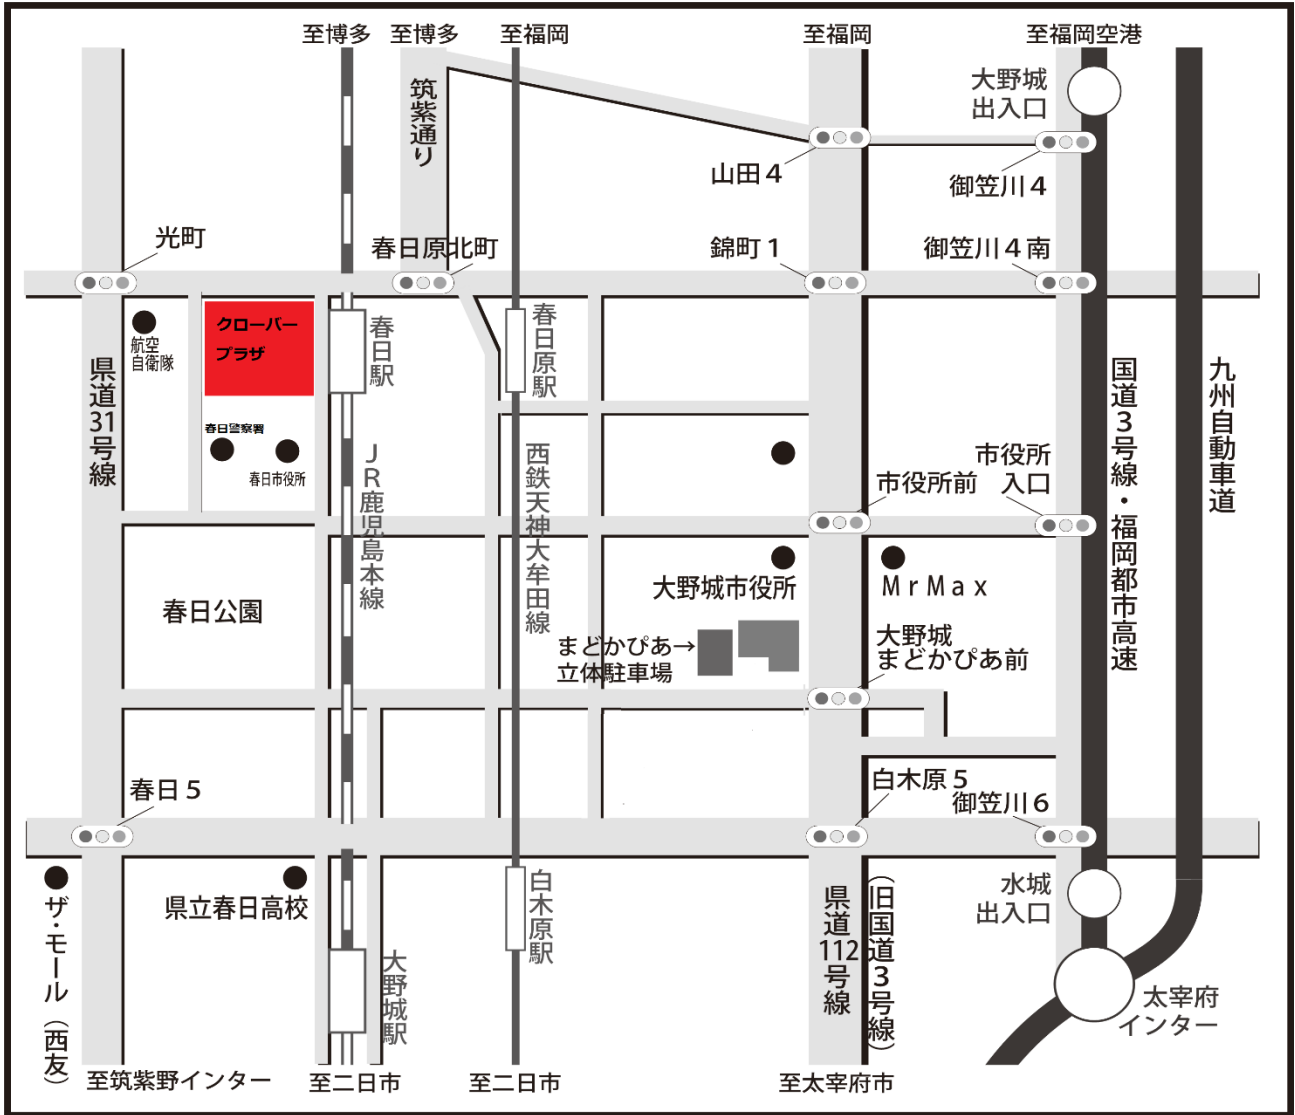 至博多
至博多
至福岡
至福岡
至福岡空港
大野城
出入口
筑紫通り
山田4
御笠川4
光町
春日原北町
錦町1
御笠川4南
クローバー
プラザ
航空
自衛隊
春日駅
春日原駅
県道31号線
国道3号線・福岡都市高速
九州自動車道
春日警察署
春日市役所
JR鹿児島本線
西鉄天神大牟田線
市役所前
市役所
入口
大野城市役所
MrMax
春日公園
まどかぴあ→
立体駐車場
大野城
まどかぴあ前
春日5
白木原5
御笠川6
ザ・モール(西友)
県立春日高校
大野城駅
白木原駅
県道112号線
(旧国道3号線)
水城
出入口
太宰府
インター
至筑紫野インター
至二日市
至二日市
至太宰府市